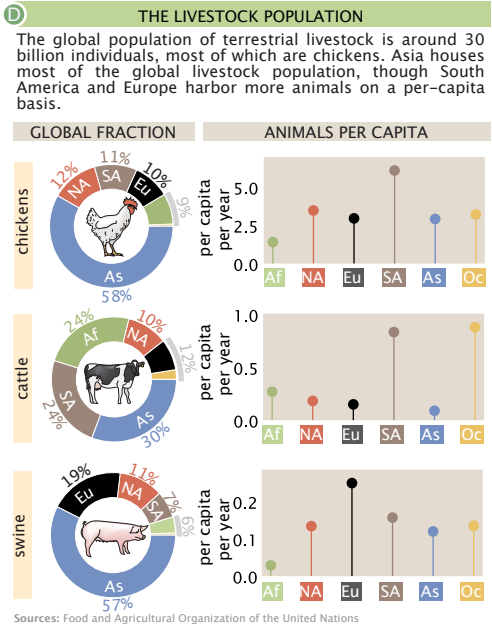 D THE LIVESTOCK POPULATION
The global population of terrestrial livestock is around 30
billion individuals, most of which are chickens. Asia houses
most of the global livestock population, though South
America and Europe harbor more animals on a per-capita
basis.
GLOBAL FRACTION
ANIMALS PER CAPITA
chickens
12%
11%
10%
9%
NA
SA
Eu
As
58%
per capita
per year
5.0
2.5
0.0
Af NA Eu SA As Oc
cattle
24%
10%
12%
Af
NA
SA
24%
As
30%
per capita
per year
1.0
0.5
0.0
Af NA Eu SA As Oc
swine
19%
11%
7%
6%
Eu
NA
SA
As
57%
per capita
per year
0.2
0.1
0.0
Af NA Eu SA As Oc
Sources: Food and Agricultural Organization of the United Nations